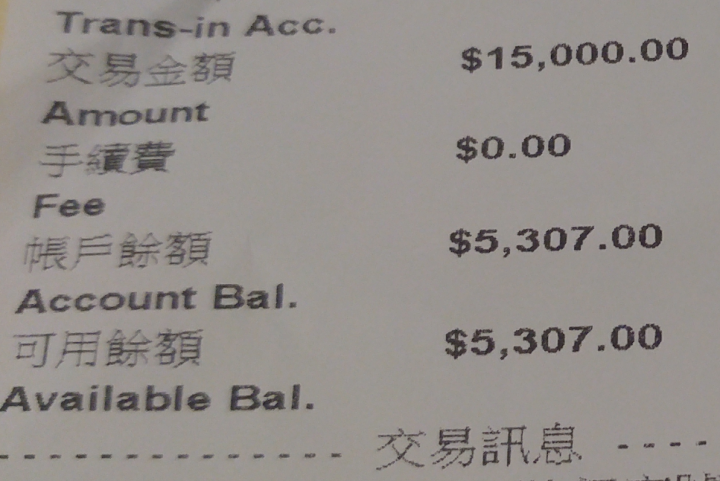 Trans-in Acc.
交易金額 $15,000.00
Amount
手續費 $0.00
Fee
帳戶餘額 $5,307.00
Account Bal.
可用餘額 $5,307.00
Available Bal.
--------------- 交易訊息 ----